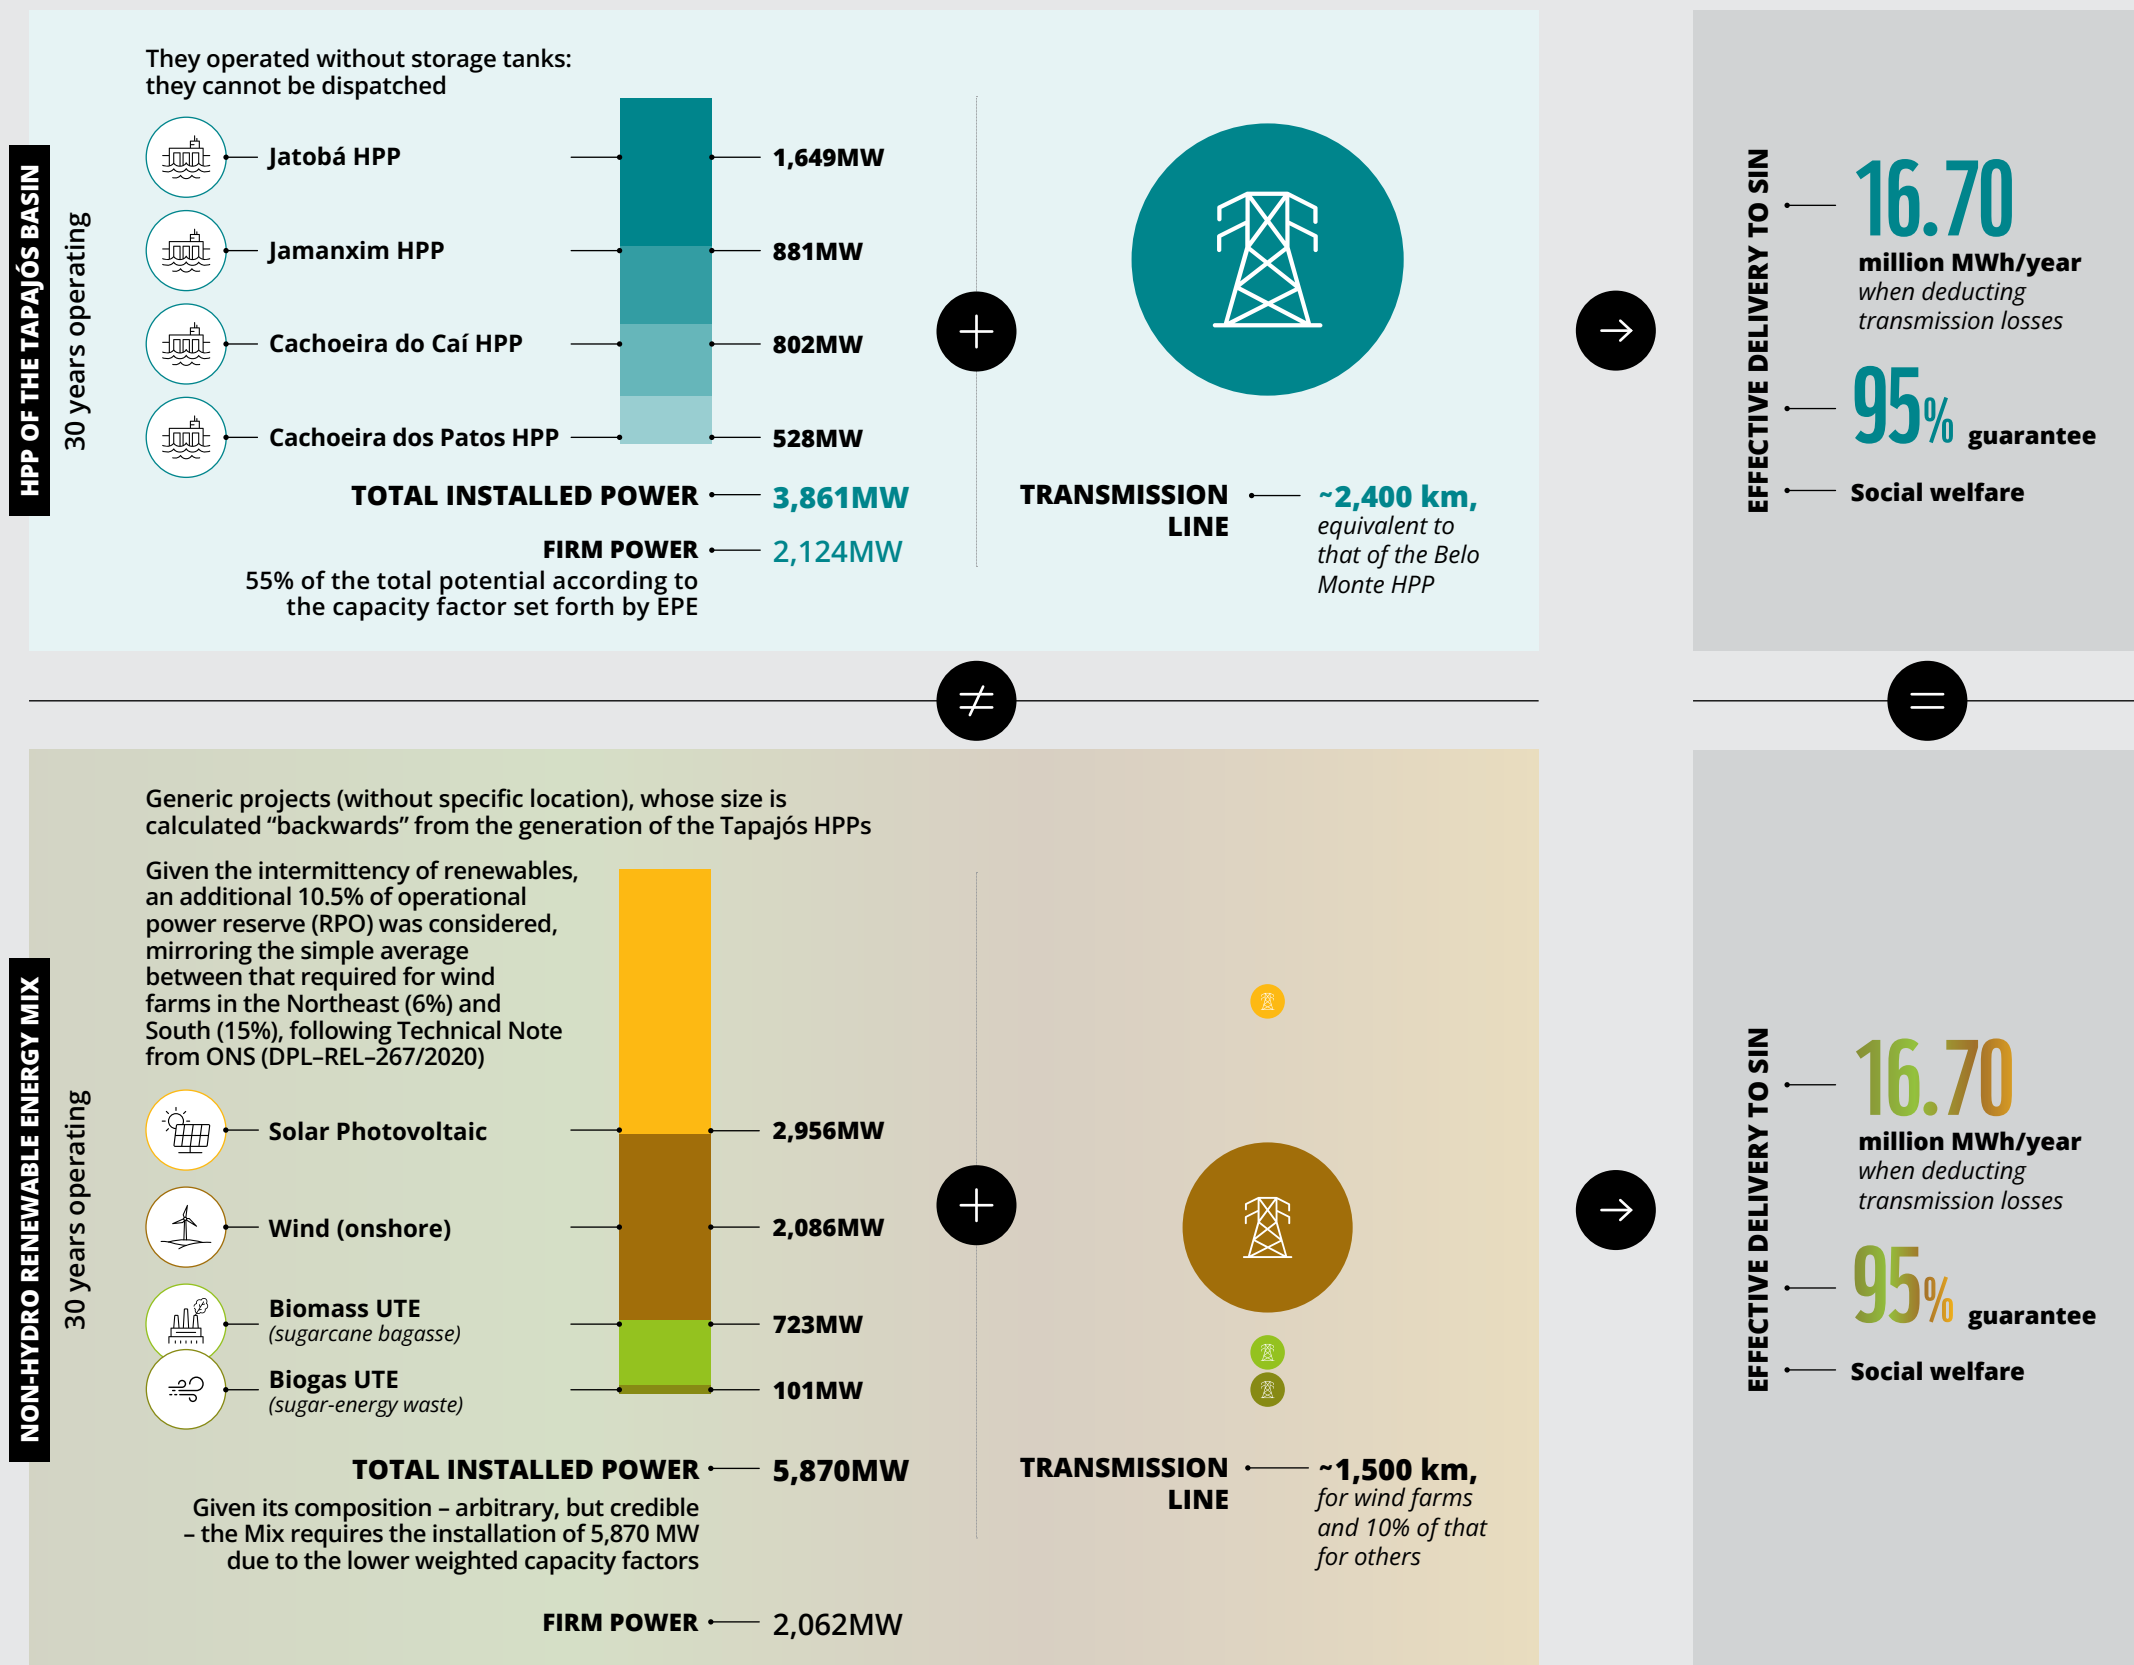 HPP OF THE TAPAJÓS BASIN
30 years operating
They operated without storage tanks:
they cannot be dispatched
Jatobá HPP
1,649MW
Jamanxim HPP
881MW
Cachoeira do Caí HPP
802MW
Cachoeira dos Patos HPP
528MW
TOTAL INSTALLED POWER
3,861MW
FIRM POWER
2,124MW
55% of the total potential according to
the capacity factor set forth by EPE
TRANSMISSION
LINE
~2,400 km,
equivalent to
that of the Belo
Monte HPP
EFFECTIVE DELIVERY TO SIN
16.70
million MWh/year
when deducting
transmission losses
95% guarantee
Social welfare
NON-HYDRO RENEWABLE ENERGY MIX
30 years operating
Generic projects (without specific location), whose size is
calculated “backwards” from the generation of the Tapajós HPPs
Given the intermittency of renewables,
an additional 10.5% of operational
power reserve (RPO) was considered,
mirroring the simple average
between that required for wind
farms in the Northeast (6%) and
South (15%), following Technical Note
from ONS (DPL–REL–267/2020)
Solar Photovoltaic
2,956MW
Wind (onshore)
2,086MW
Biomass UTE
(sugarcane bagasse)
723MW
Biogas UTE
(sugar-energy waste)
101MW
TOTAL INSTALLED POWER
5,870MW
Given its composition – arbitrary, but credible
– the Mix requires the installation of 5,870 MW
due to the lower weighted capacity factors
FIRM POWER
2,062MW
TRANSMISSION
LINE
~1,500 km,
for wind farms
and 10% of that
for others
EFFECTIVE DELIVERY TO SIN
16.70
million MWh/year
when deducting
transmission losses
95% guarantee
Social welfare